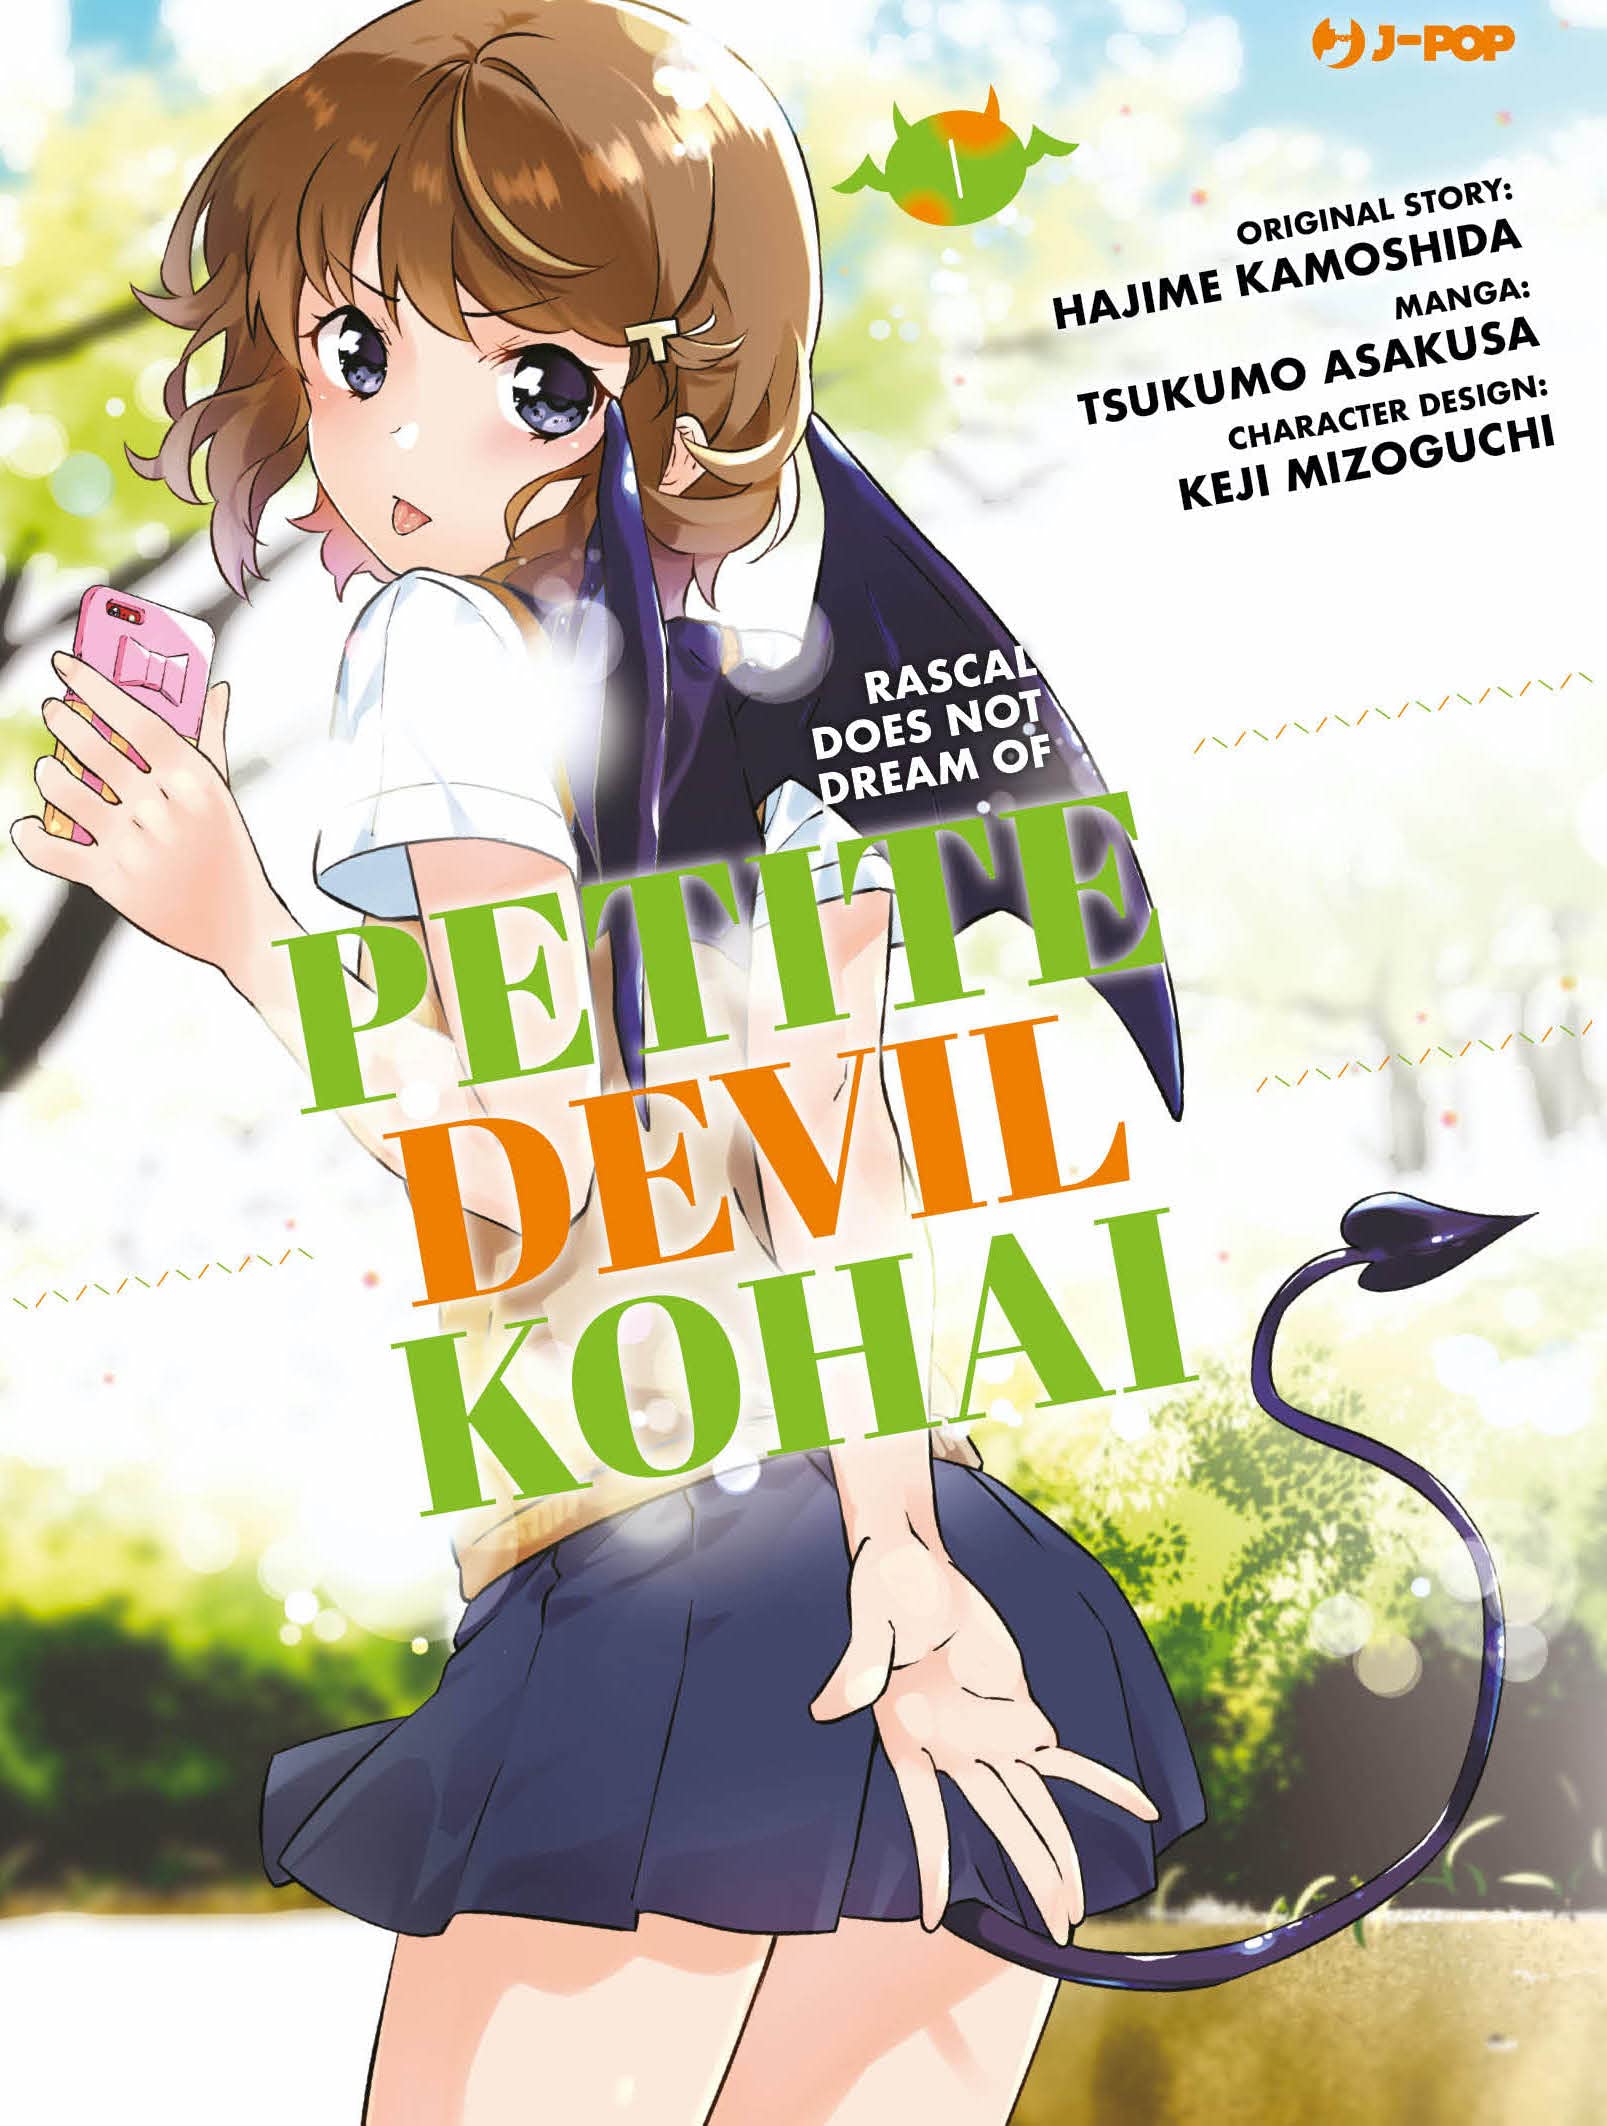 J-POP
1
ORIGINAL STORY:
HAJIME KAMOSHIDA
MANGA:
TSUKUMO ASAKUSA
CHARACTER DESIGN:
KEJI MIZOGUCHI
RASCAL
DOES NOT
DREAM OF
PETITE
DEVIL
KOHAI